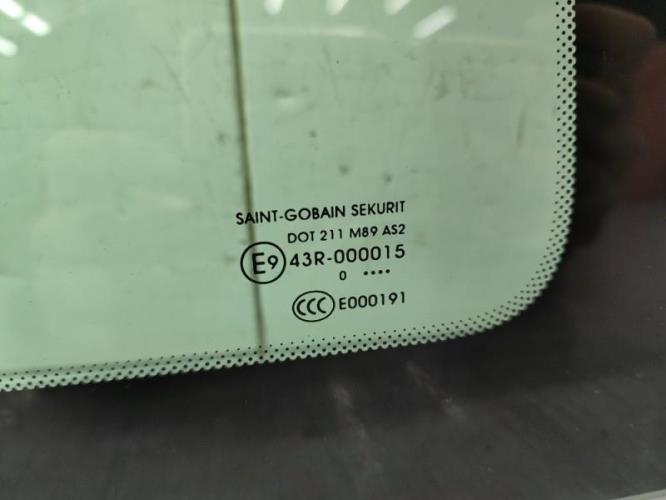 SAINT-GOBAIN SEKURIT
DOT 211 M89 AS2
E9 43R-000015
0 ....
CCC E000191